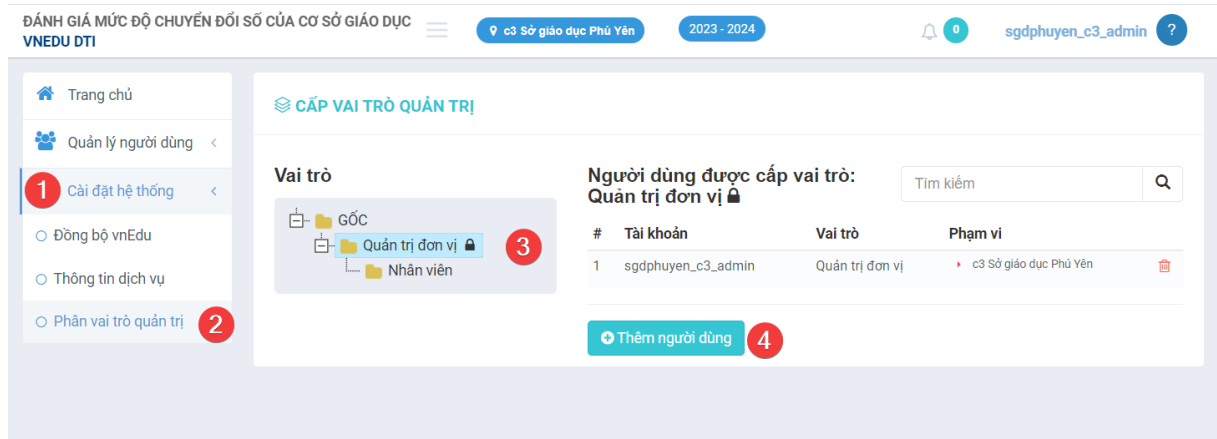 ĐÁNH GIÁ MỨC ĐỘ CHUYỂN ĐỔI SỐ CỦA CƠ SỞ GIÁO DỤC
VNEDU DTI
c3 Sở giáo dục Phú Yên
2023 - 2024
0
sgdphuyen_c3_admin
?
Trang chủ
Quản lý người dùng
1
Cài đặt hệ thống
Đồng bộ vnEdu
Thông tin dịch vụ
Phân vai trò quản trị
2
CẤP VAI TRÒ QUẢN TRỊ
Vai trò
GỐC
Quản trị đơn vị
3
Nhân viên
Người dùng được cấp vai trò:
Quản trị đơn vị
Tìm kiếm
# Tài khoản Vai trò Phạm vi
1 sgdphuyen_c3_admin Quản trị đơn vị c3 Sở giáo dục Phú Yên
Thêm người dùng
4